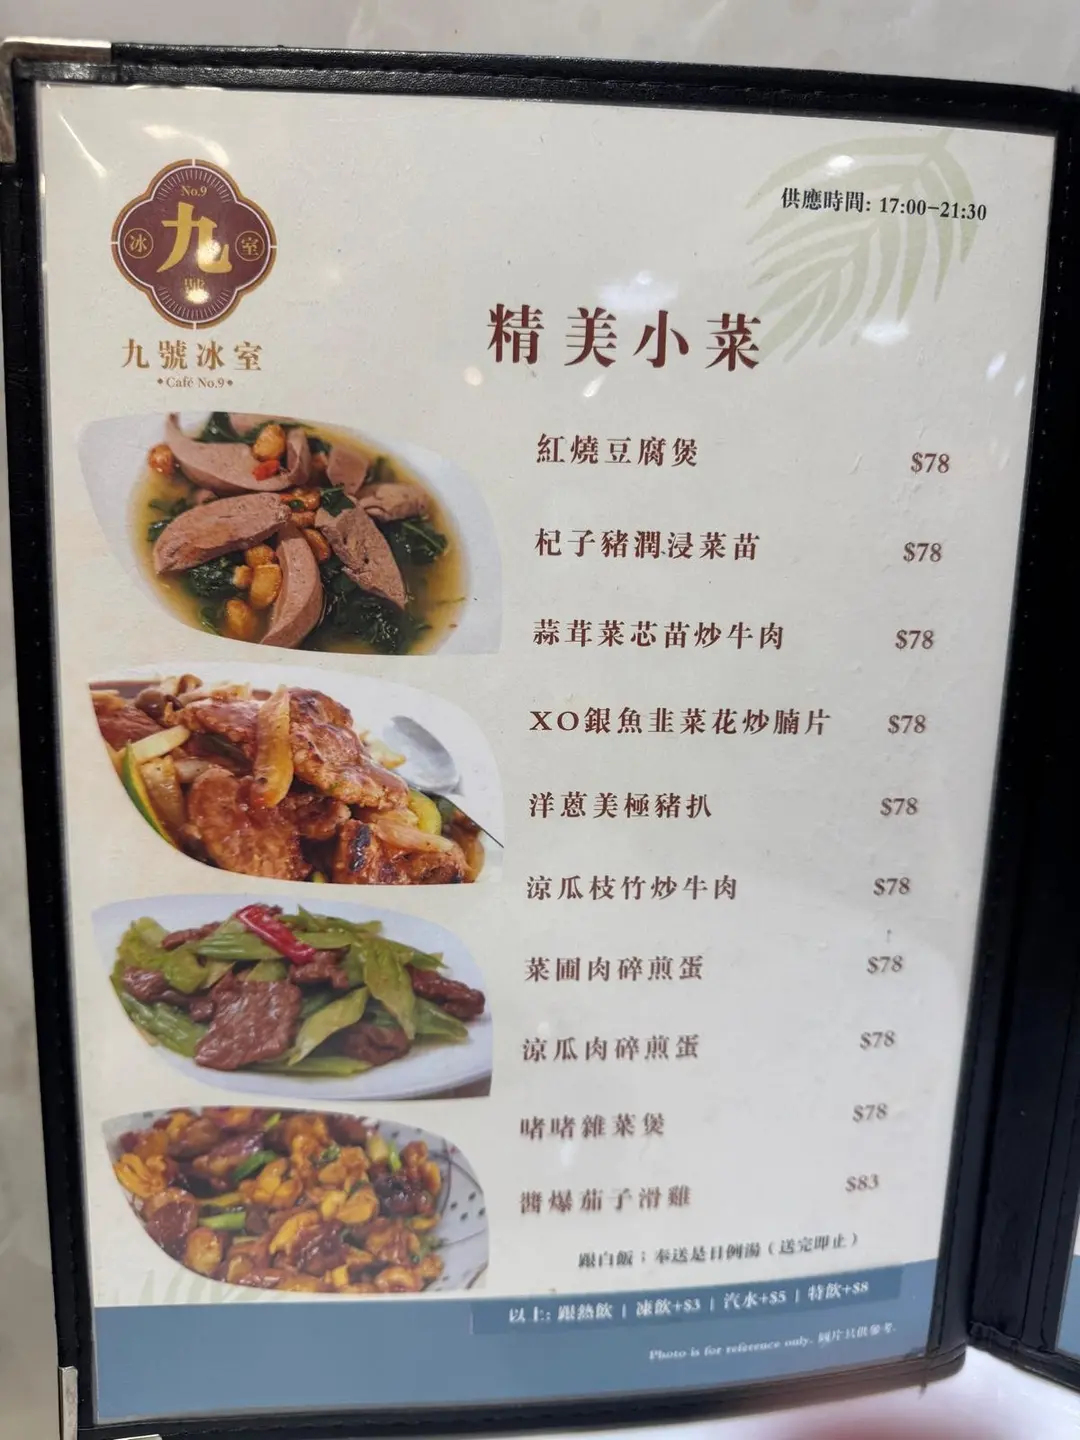 No.9
九
冰 室
號
九號冰室
Café No.9
供應時間: 17:00-21:30
精美小菜
紅燒豆腐煲 $78
杞子豬潤浸菜苗 $78
蒜茸菜芯苗炒牛肉 $78
XO銀魚韭菜花炒腩片 $78
洋蔥美極豬扒 $78
涼瓜枝竹炒牛肉 $78
菜圃肉碎煎蛋 $78
涼瓜肉碎煎蛋 $78
啫啫雜菜煲 $78
醬爆茄子滑雞 $83
跟白飯；奉送是日例湯（送完即止）
以上: 跟熱飲 | 凍飲+$3 | 汽水+$5 | 特飲+$8
Photo is for reference only. 圖片只供參考.